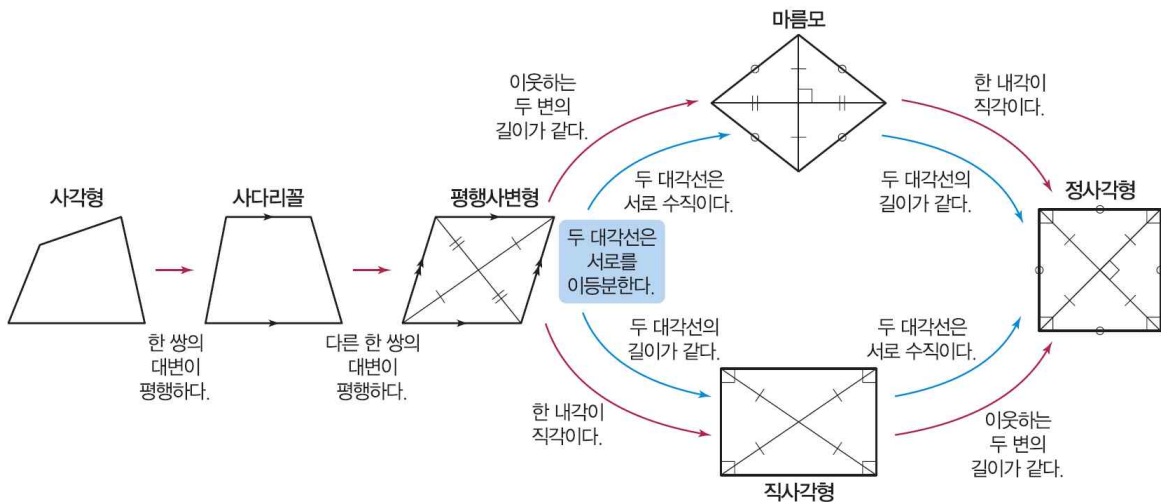 마름모
이웃하는
두 변의
길이가 같다.
한 내각이
직각이다.
두 대각선은
서로 수직이다.
두 대각선의
길이가 같다.
사각형
사다리꼴
평행사변형
정사각형
두 대각선은
서로를
이등분한다.
한 쌍의
대변이
평행하다.
다른 한 쌍의
대변이
평행하다.
두 대각선의
길이가 같다.
두 대각선은
서로 수직이다.
한 내각이
직각이다.
이웃하는
두 변의
길이가 같다.
직사각형